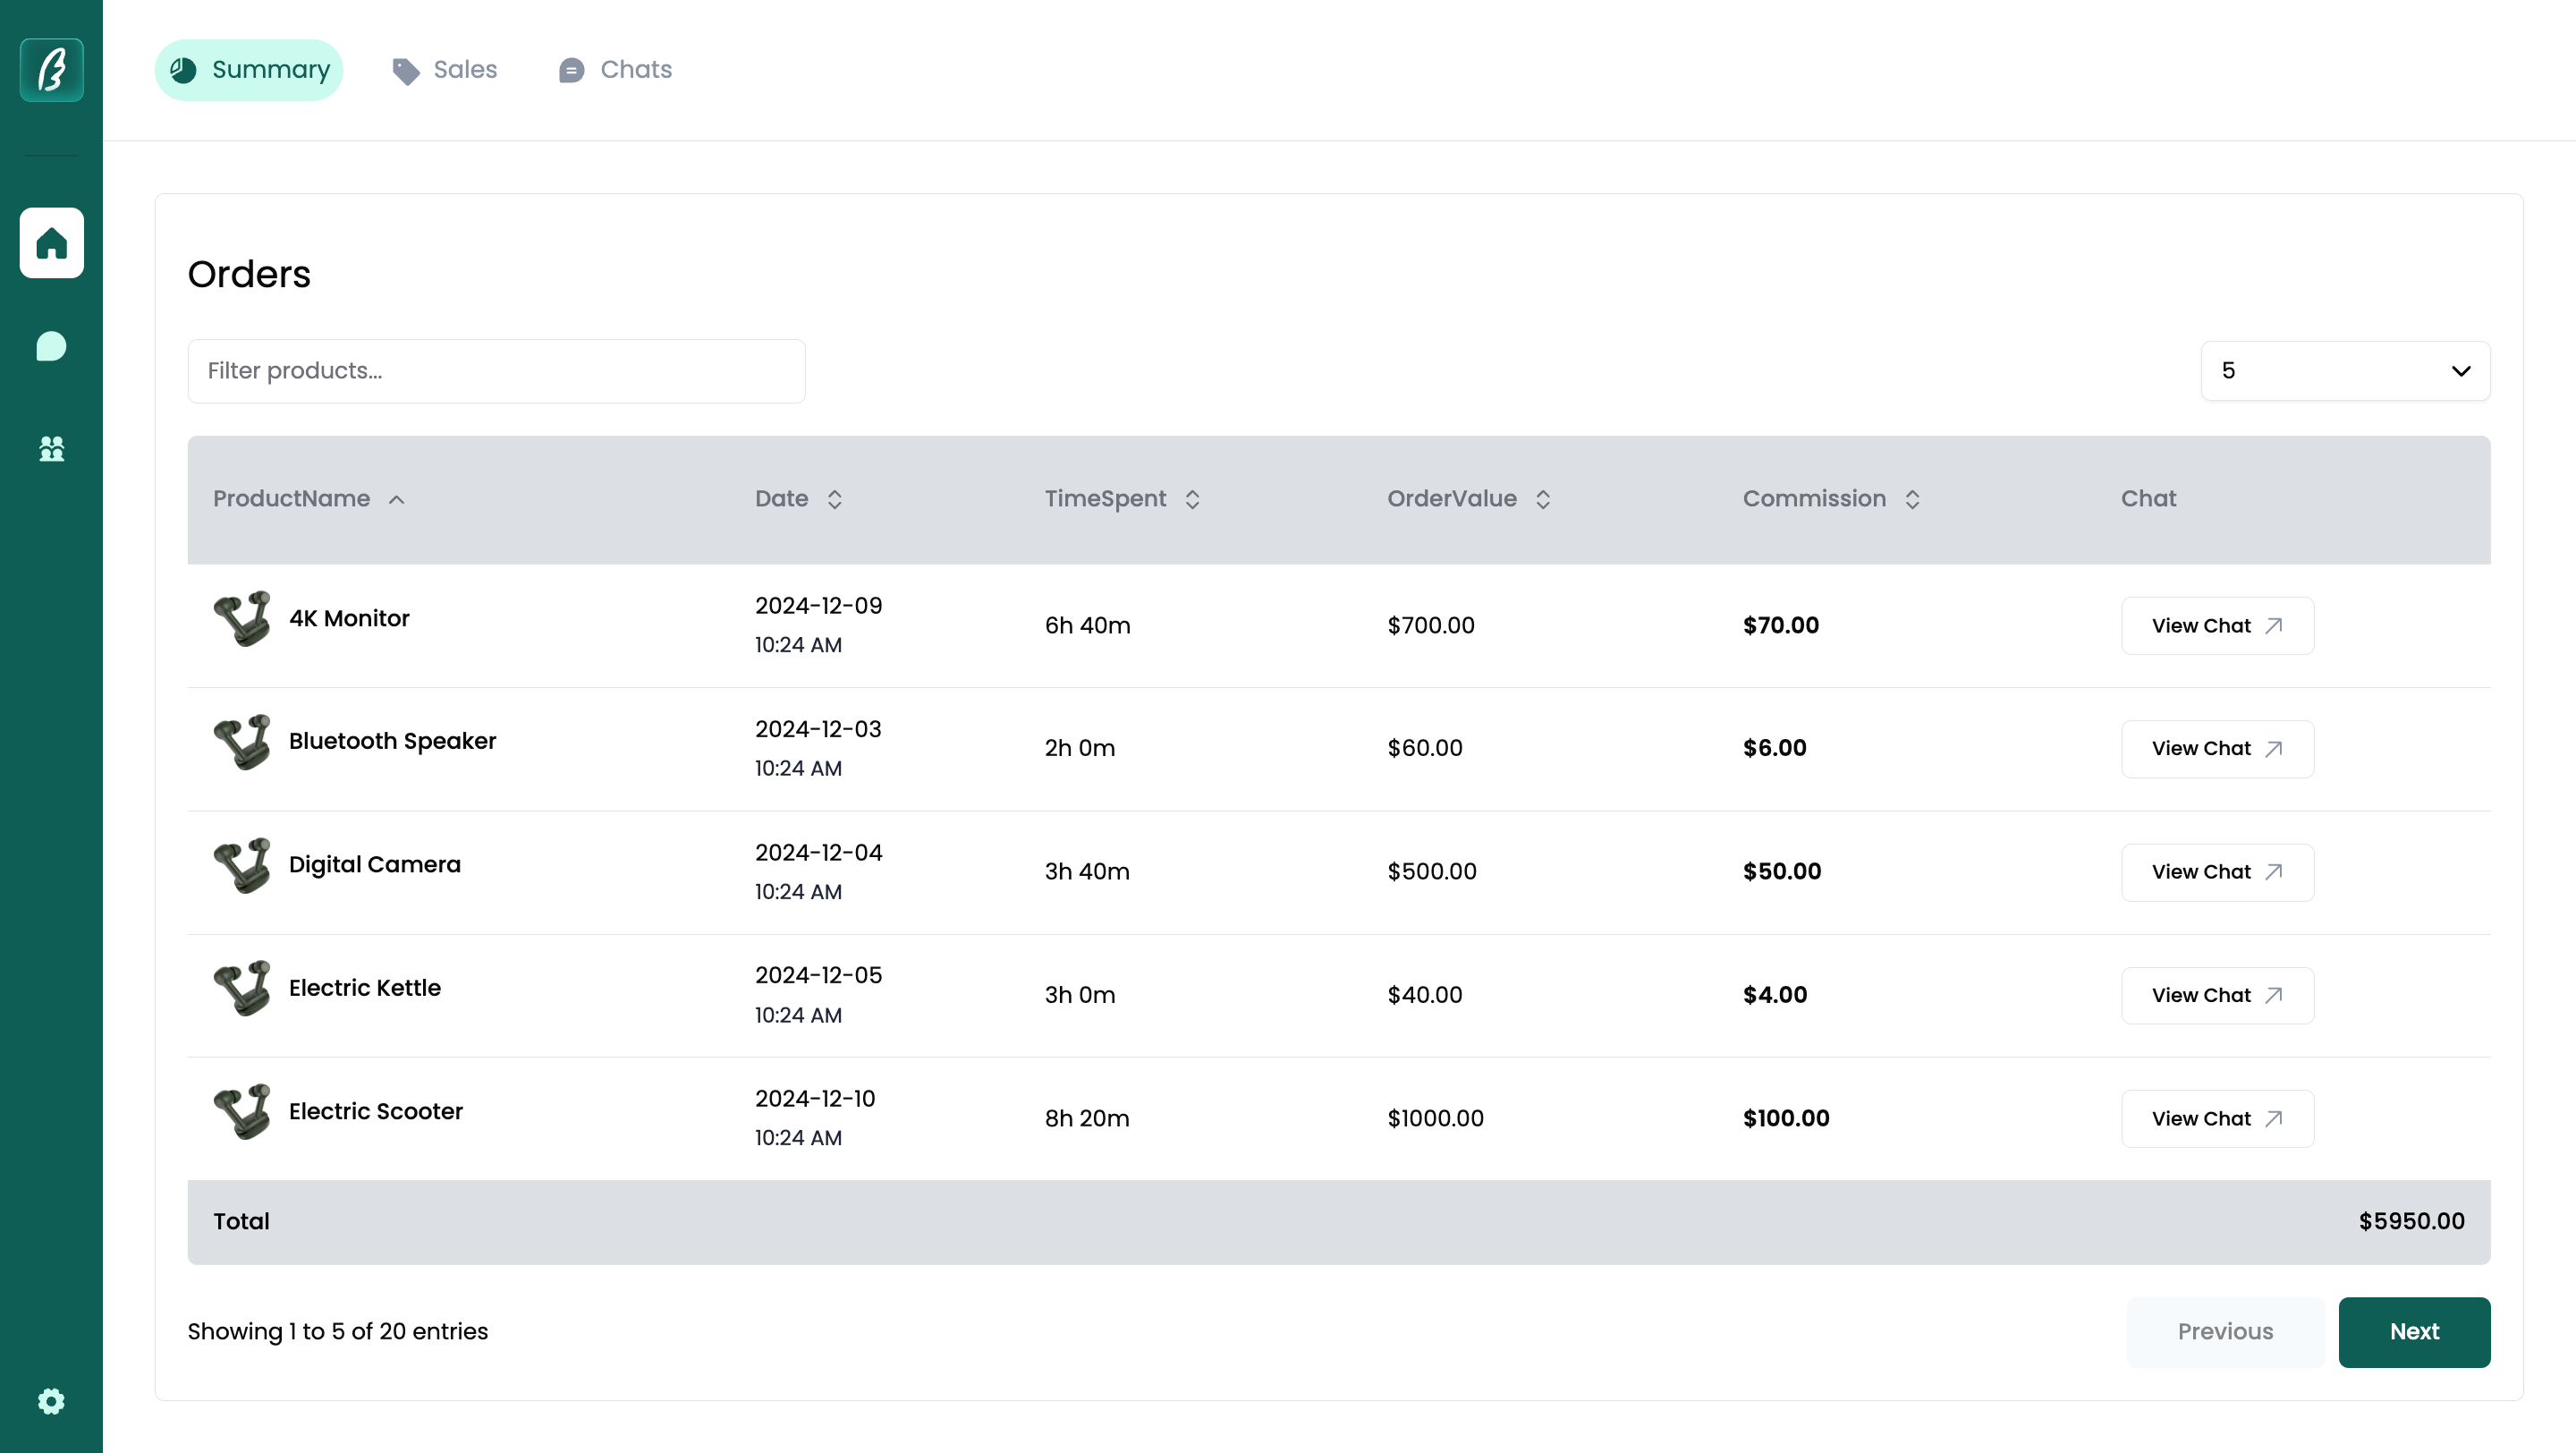 Summary
Sales
Chats
Orders
Filter products...
5
ProductName Date TimeSpent OrderValue Commission Chat
4K Monitor 2024-12-09 6h 40m $700.00 $70.00 View Chat
10:24 AM
Bluetooth Speaker 2024-12-03 2h 0m $60.00 $6.00 View Chat
10:24 AM
Digital Camera 2024-12-04 3h 40m $500.00 $50.00 View Chat
10:24 AM
Electric Kettle 2024-12-05 3h 0m $40.00 $4.00 View Chat
10:24 AM
Electric Scooter 2024-12-10 8h 20m $1000.00 $100.00 View Chat
10:24 AM
Total $5950.00
Showing 1 to 5 of 20 entries
Previous
Next